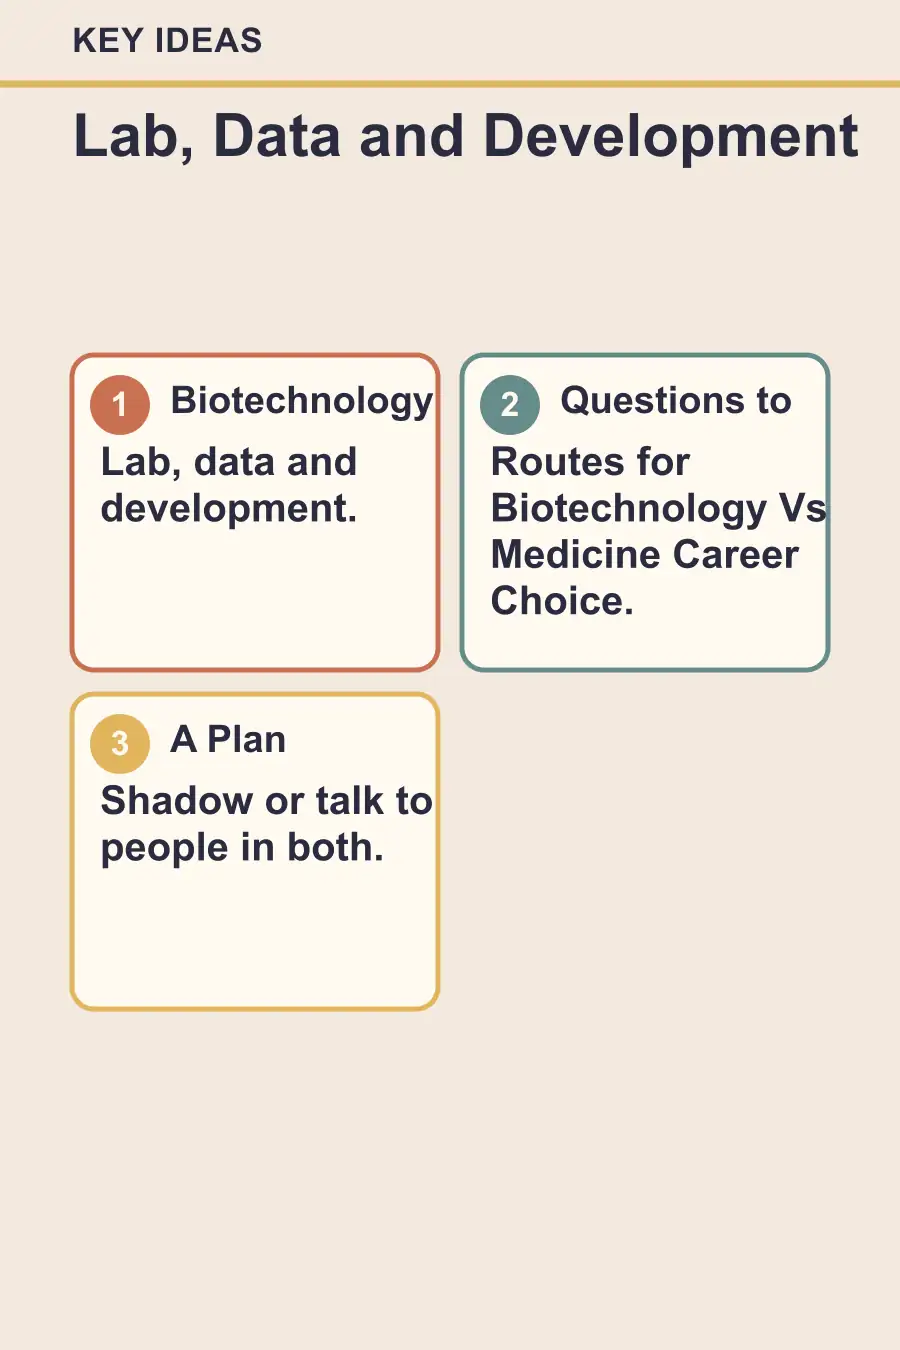 KEY IDEAS
Lab, Data and Development
1 Biotechnology
Lab, data and
development.
2 Questions to
Routes for
Biotechnology Vs
Medicine Career
Choice.
3 A Plan
Shadow or talk to
people in both.